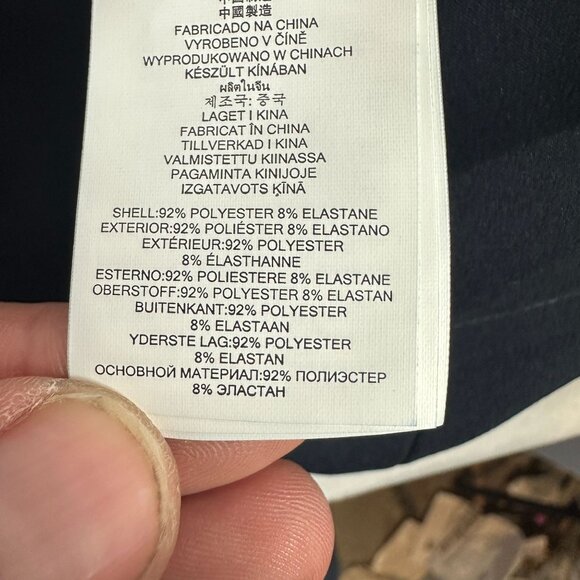 中國製造
FABRICADO NA CHINA
VYROBENO V ČÍNĚ
WYPRODUKOWANO W CHINACH
KÉSZÜLT KÍNÁBAN
ผลิตในจีน
제조국: 중국
LAGET I KINA
FABRICAT ÎN CHINA
TILLVERKAD I KINA
VALMISTETTU KIINASSA
PAGAMINTA KINIJOJE
IZGATAVOTS ĶĪNĀ
SHELL:92% POLYESTER 8% ELASTANE
EXTERIOR:92% POLIÉSTER 8% ELASTANO
EXTÉRIEUR:92% POLYESTER
8% ÉLASTHANNE
ESTERNO:92% POLIESTERE 8% ELASTANE
OBERSTOFF:92% POLYESTER 8% ELASTAN
BUITENKANT:92% POLYESTER
8% ELASTAAN
YDERSTE LAG:92% POLYESTER
8% ELASTAN
ОСНОВНОЙ МАТЕРИАЛ:92% ПОЛИЭСТЕР
8% ЭЛАСТАН